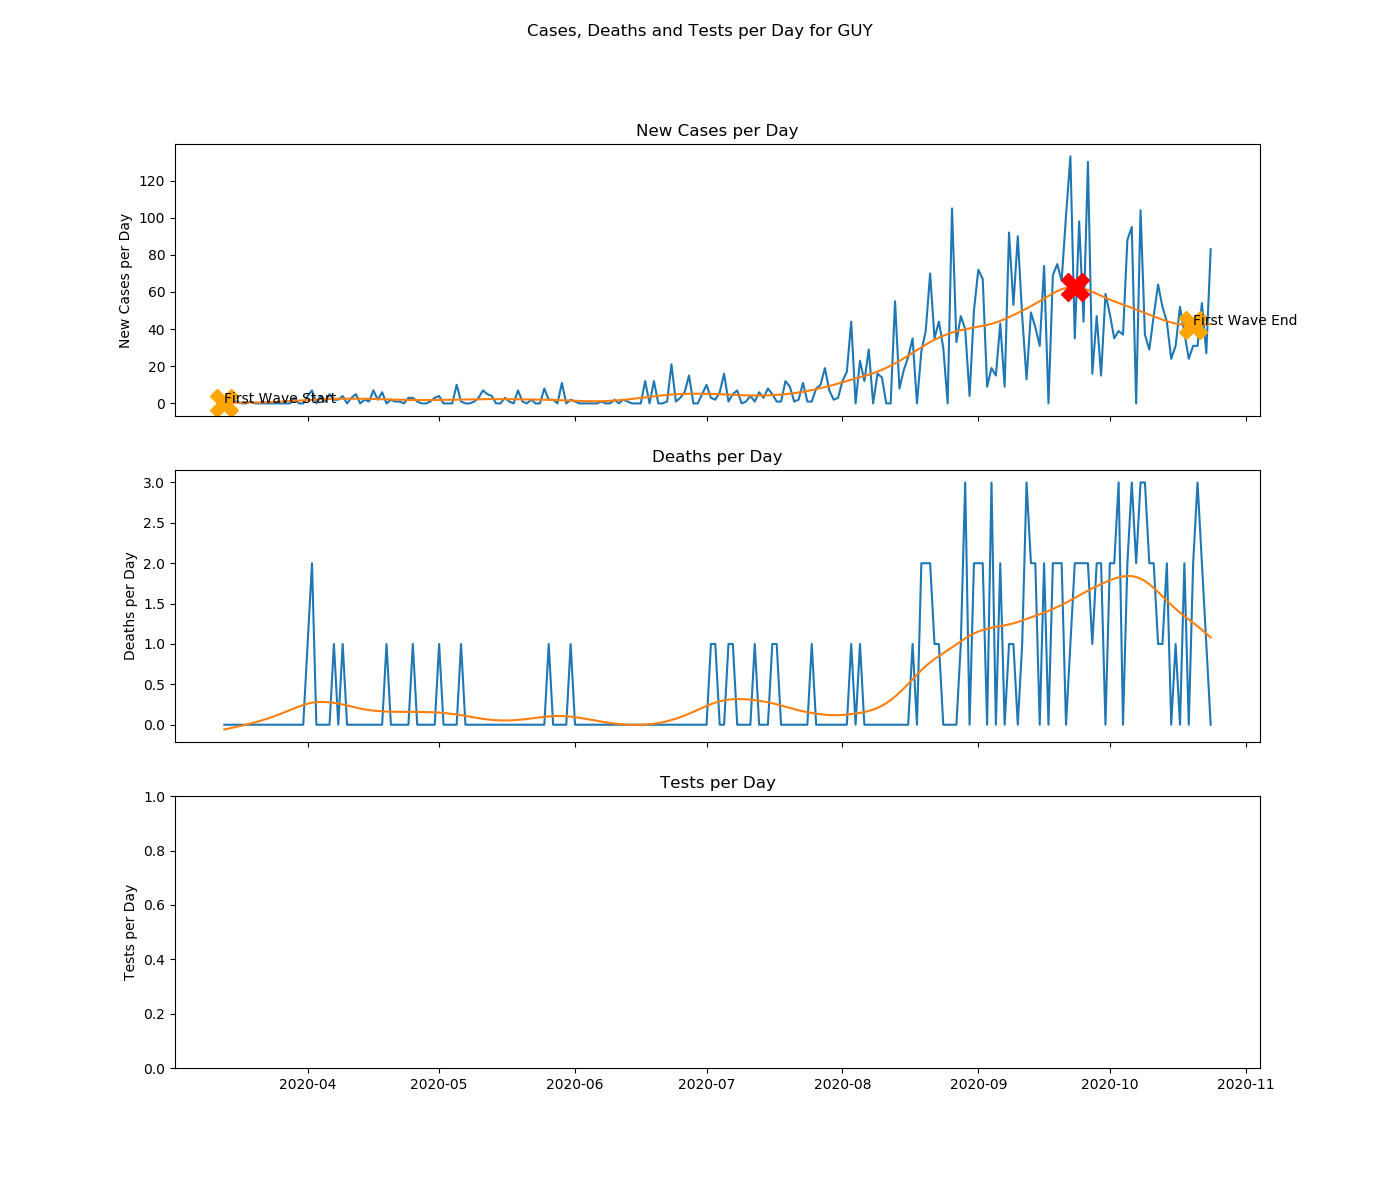 Cases, Deaths and Tests per Day for GUY
New Cases per Day
New Cases per Day
120
100
80
60
40
20
0
First Wave Start
First Wave End
Deaths per Day
Deaths per Day
3.0
2.5
2.0
1.5
1.0
0.5
0.0
Tests per Day
Tests per Day
1.0
0.8
0.6
0.4
0.2
0.0
2020-04 2020-05 2020-06 2020-07 2020-08 2020-09 2020-10 2020-11